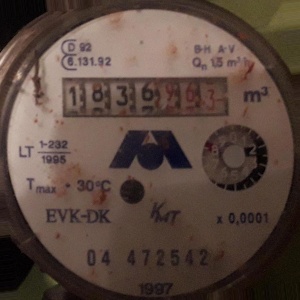 D 92
6.131.92
B-H A-V
Qn 1,5 m³/h
1836963 m³
LT 1-232
1995
Tmax • 30°C
EVK-DK
x 0,0001
04 472542
1997